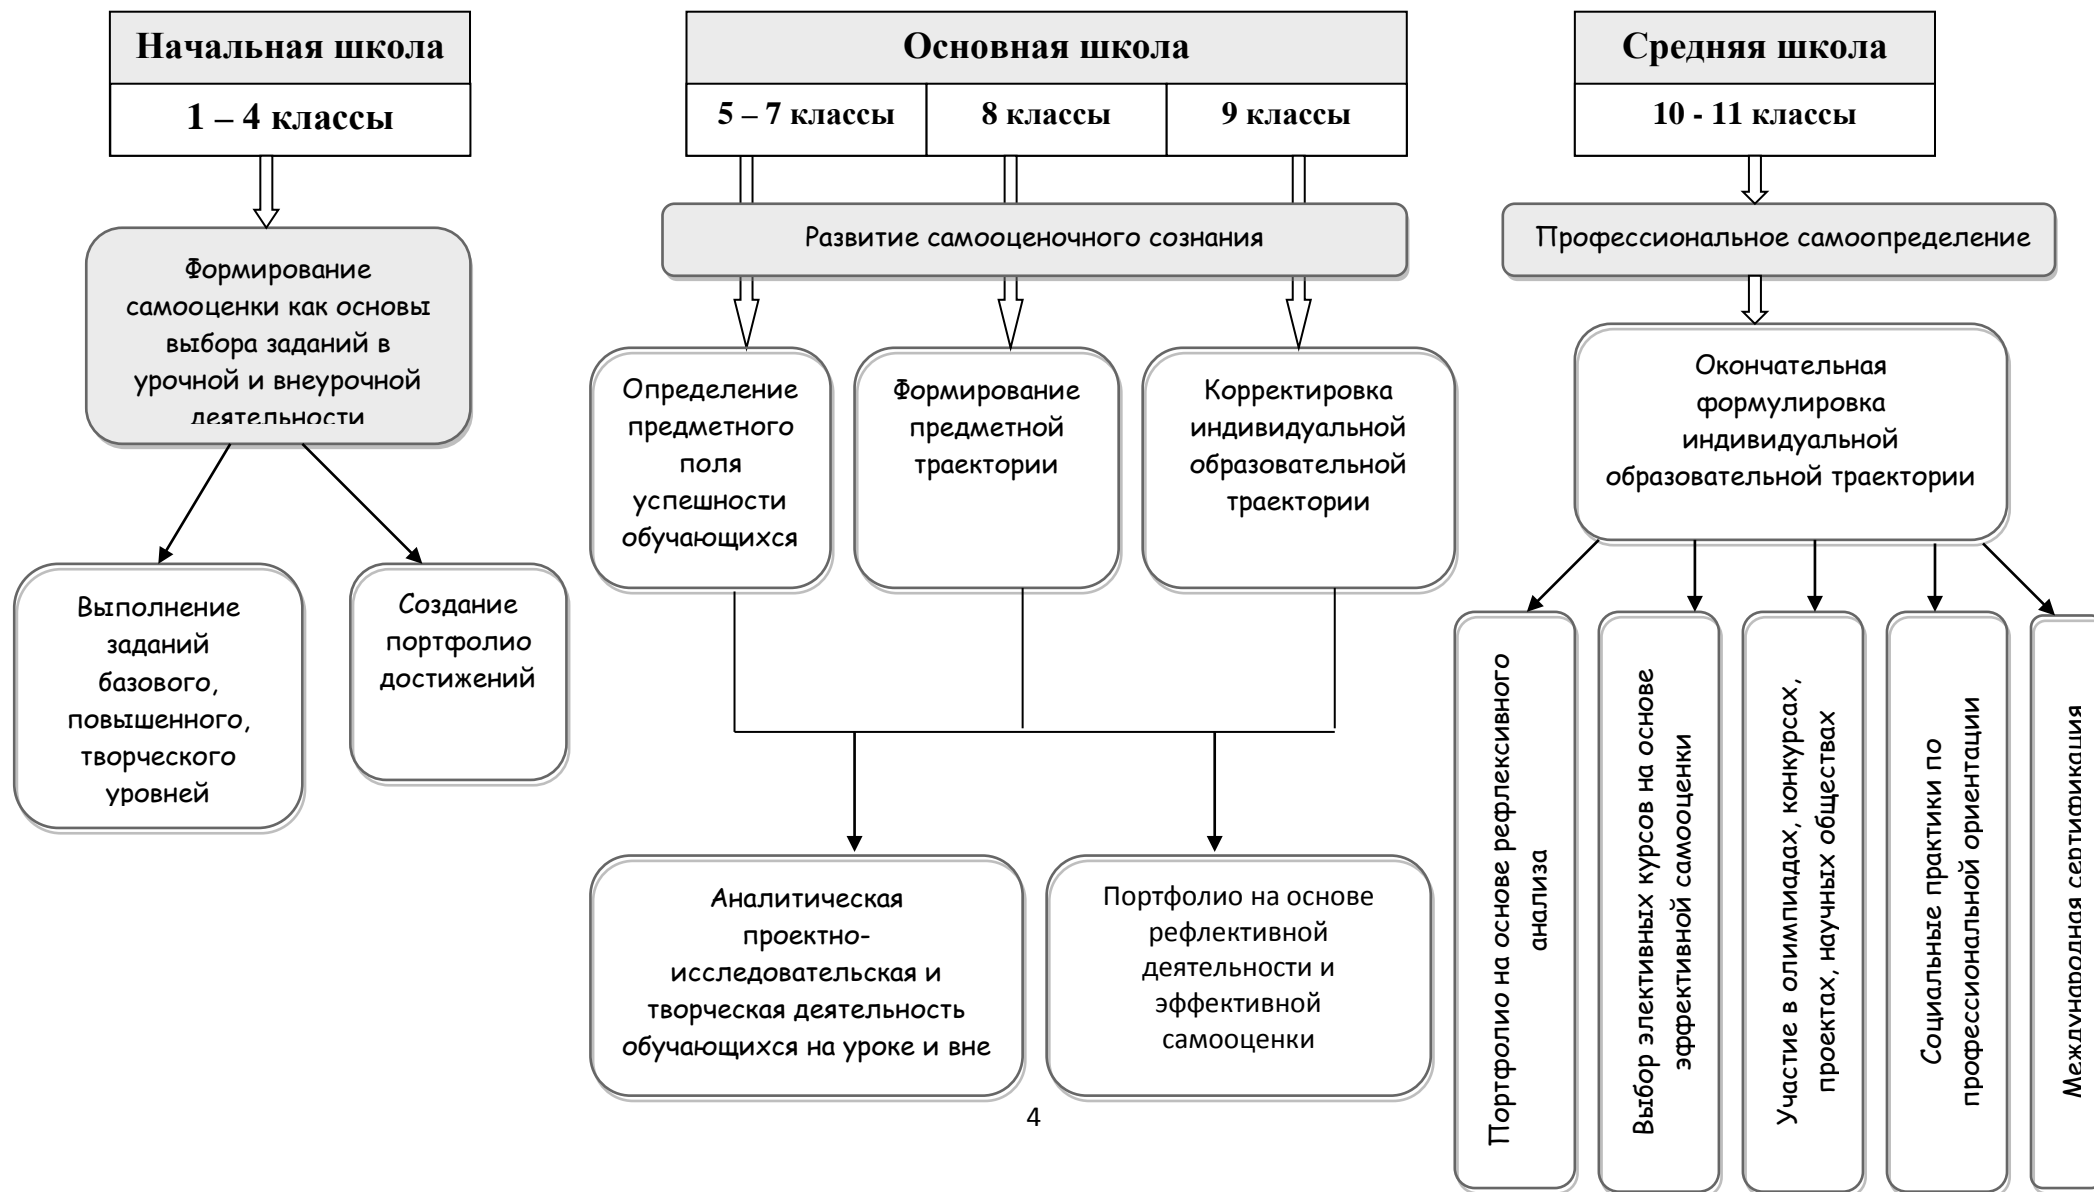 Начальная школа
1 – 4 классы
Формирование
самооценки как основы
выбора заданий в
урочной и внеурочной
деятельности
Выполнение
заданий
базового,
повышенного,
творческого
уровней
Создание
портфолио
достижений
Основная школа
5 – 7 классы
8 классы
9 классы
Развитие самооценочного сознания
Определение
предметного
поля
успешности
обучающихся
Формирование
предметной
траектории
Корректировка
индивидуальной
образовательной
траектории
Аналитическая
проектно-
исследовательская и
творческая деятельность
обучающихся на уроке и вне
Портфолио на основе
рефлективной
деятельности и
эффективной
самооценки
Средняя школа
10 - 11 классы
Профессиональное самоопределение
Окончательная
формулировка
индивидуальной
образовательной траектории
Портфолио на основе рефлексивного
анализа
Выбор элективных курсов на основе
эффективной самооценки
Участие в олимпиадах, конкурсах,
проектах, научных обществах
Социальные практики по
профессиональной ориентации
Международная сертификация
4